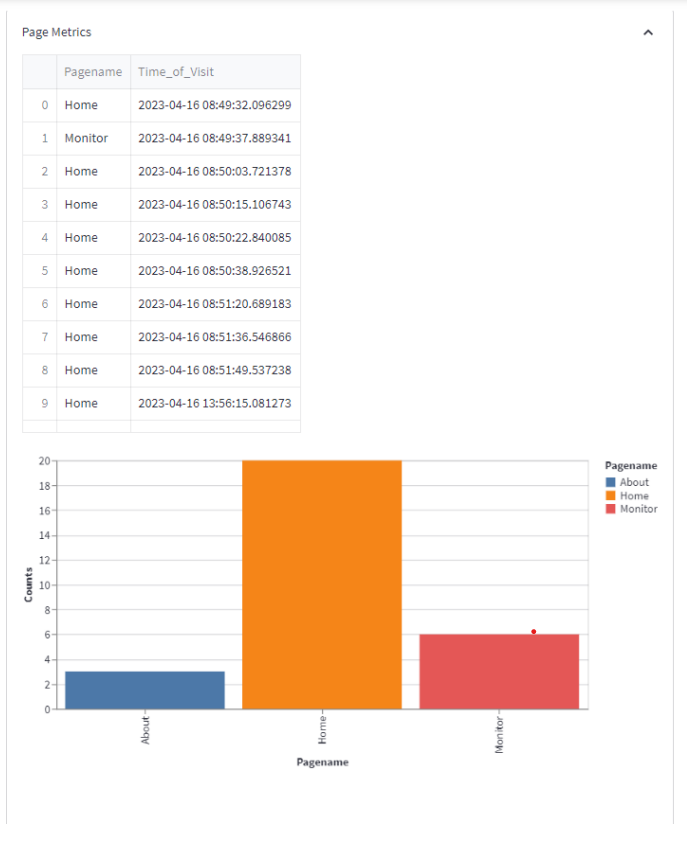 Page Metrics
Pagename Time_of_Visit
0 Home 2023-04-16 08:49:32.096299
1 Monitor 2023-04-16 08:49:37.889341
2 Home 2023-04-16 08:50:03.721378
3 Home 2023-04-16 08:50:15.106743
4 Home 2023-04-16 08:50:22.840085
5 Home 2023-04-16 08:50:38.926521
6 Home 2023-04-16 08:51:20.689183
7 Home 2023-04-16 08:51:36.546866
8 Home 2023-04-16 08:51:49.537238
9 Home 2023-04-16 13:56:15.081273
20
18
16
14
12
10
8
6
4
2
0
Counts
About
Home
Monitor
Pagename
Pagename
About
Home
Monitor